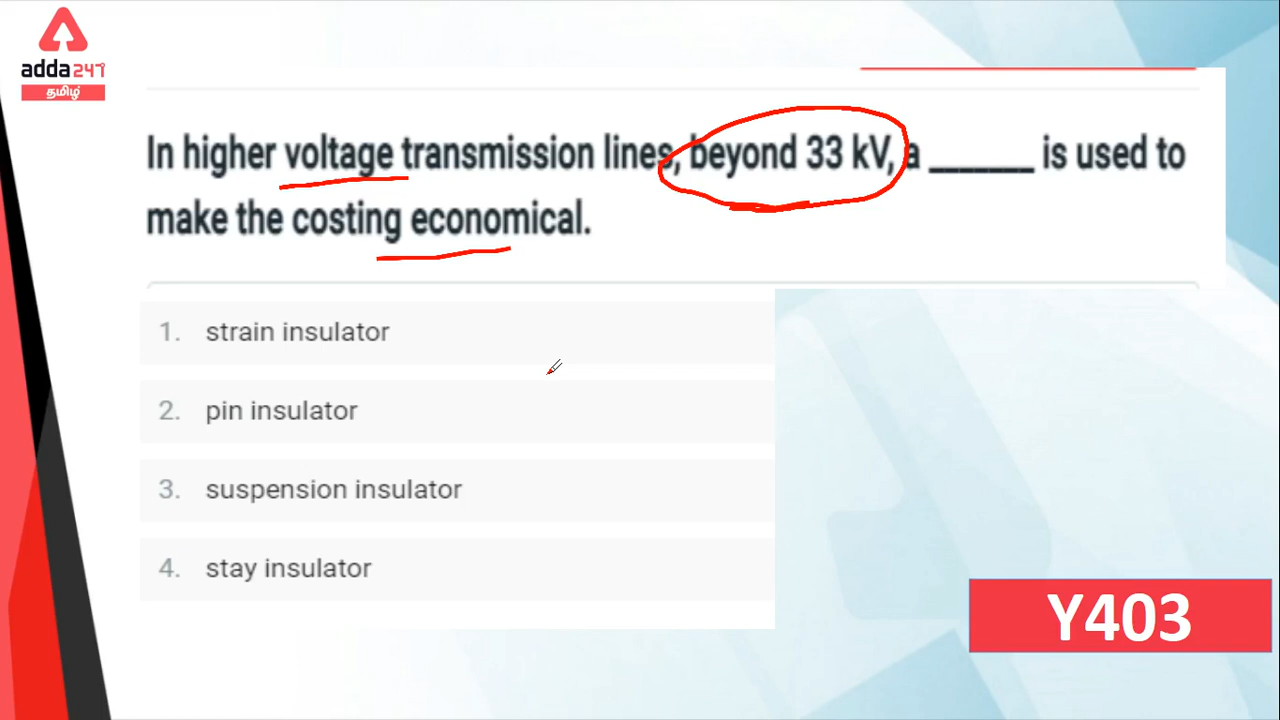 adda247
தமிழ்
In higher voltage transmission lines, beyond 33 kV, a _______ is used to
make the costing economical.
1. strain insulator
2. pin insulator
3. suspension insulator
4. stay insulator
Y403